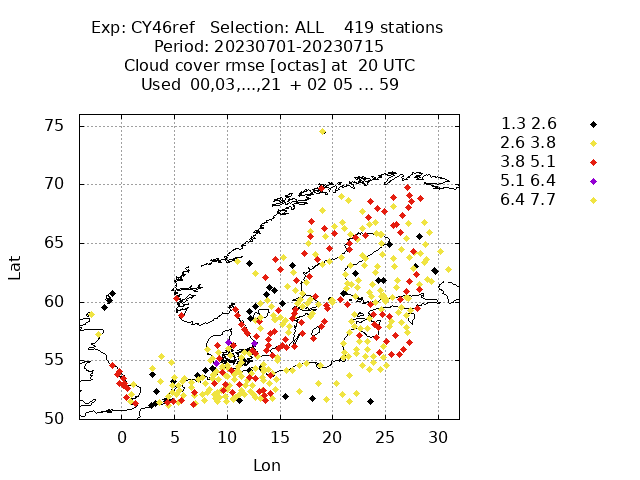 Exp: CY46ref   Selection: ALL    419 stations
Period: 20230701-20230715
Cloud cover rmse [octas] at  20 UTC
Used  00,03,...,21  + 02 05 ... 59
75
70
65
60
55
50
0 5 10 15 20 25 30
Lat
Lon
1.3 2.6
2.6 3.8
3.8 5.1
5.1 6.4
6.4 7.7